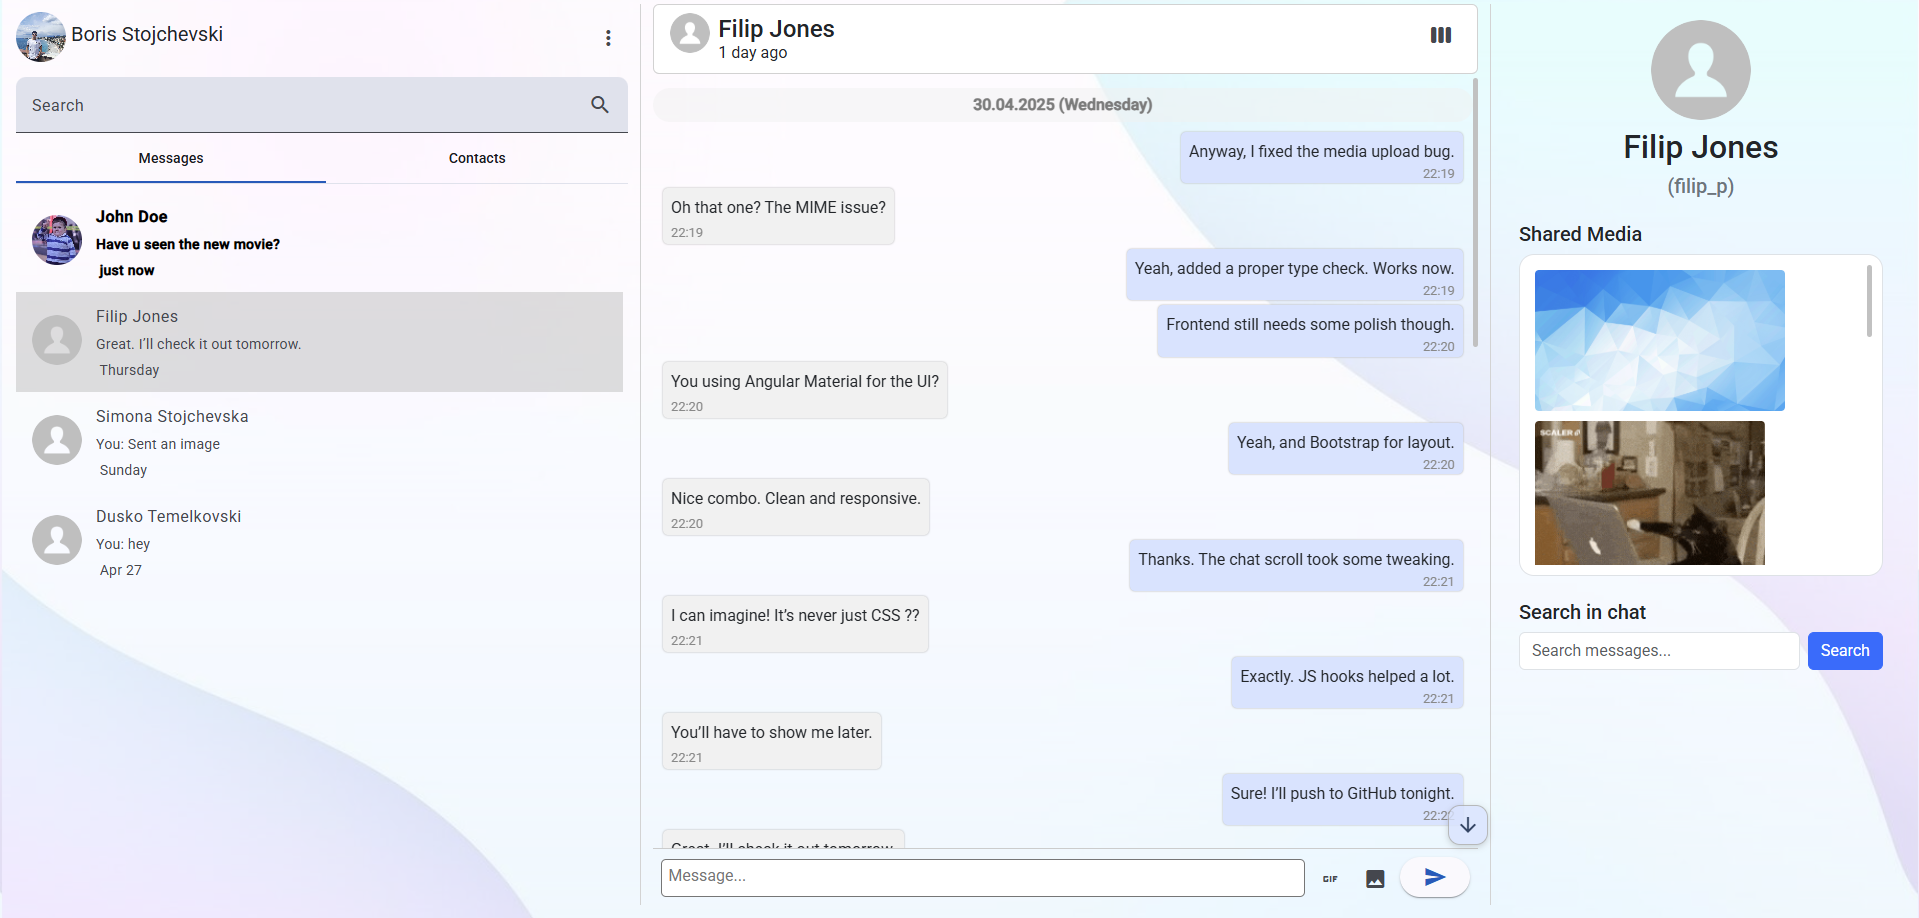 Boris Stojchevski
Search
Messages
Contacts
John Doe
Have u seen the new movie?
just now
Filip Jones
Great. I’ll check it out tomorrow.
Thursday
Simona Stojchevska
You: Sent an image
Sunday
Dusko Temelkovski
You: hey
Apr 27
Filip Jones
1 day ago
30.04.2025 (Wednesday)
Anyway, I fixed the media upload bug.
22:19
Oh that one? The MIME issue?
22:19
Yeah, added a proper type check. Works now.
22:19
Frontend still needs some polish though.
22:20
You using Angular Material for the UI?
22:20
Yeah, and Bootstrap for layout.
22:20
Nice combo. Clean and responsive.
22:20
Thanks. The chat scroll took some tweaking.
22:21
I can imagine! It’s never just CSS ??
22:21
Exactly. JS hooks helped a lot.
22:21
You’ll have to show me later.
22:21
Sure! I’ll push to GitHub tonight.
22:22
Great. I’ll check it out tomorrow.
Message...
GIF
Filip Jones
(filip_p)
Shared Media
SCALER
Search in chat
Search messages...
Search